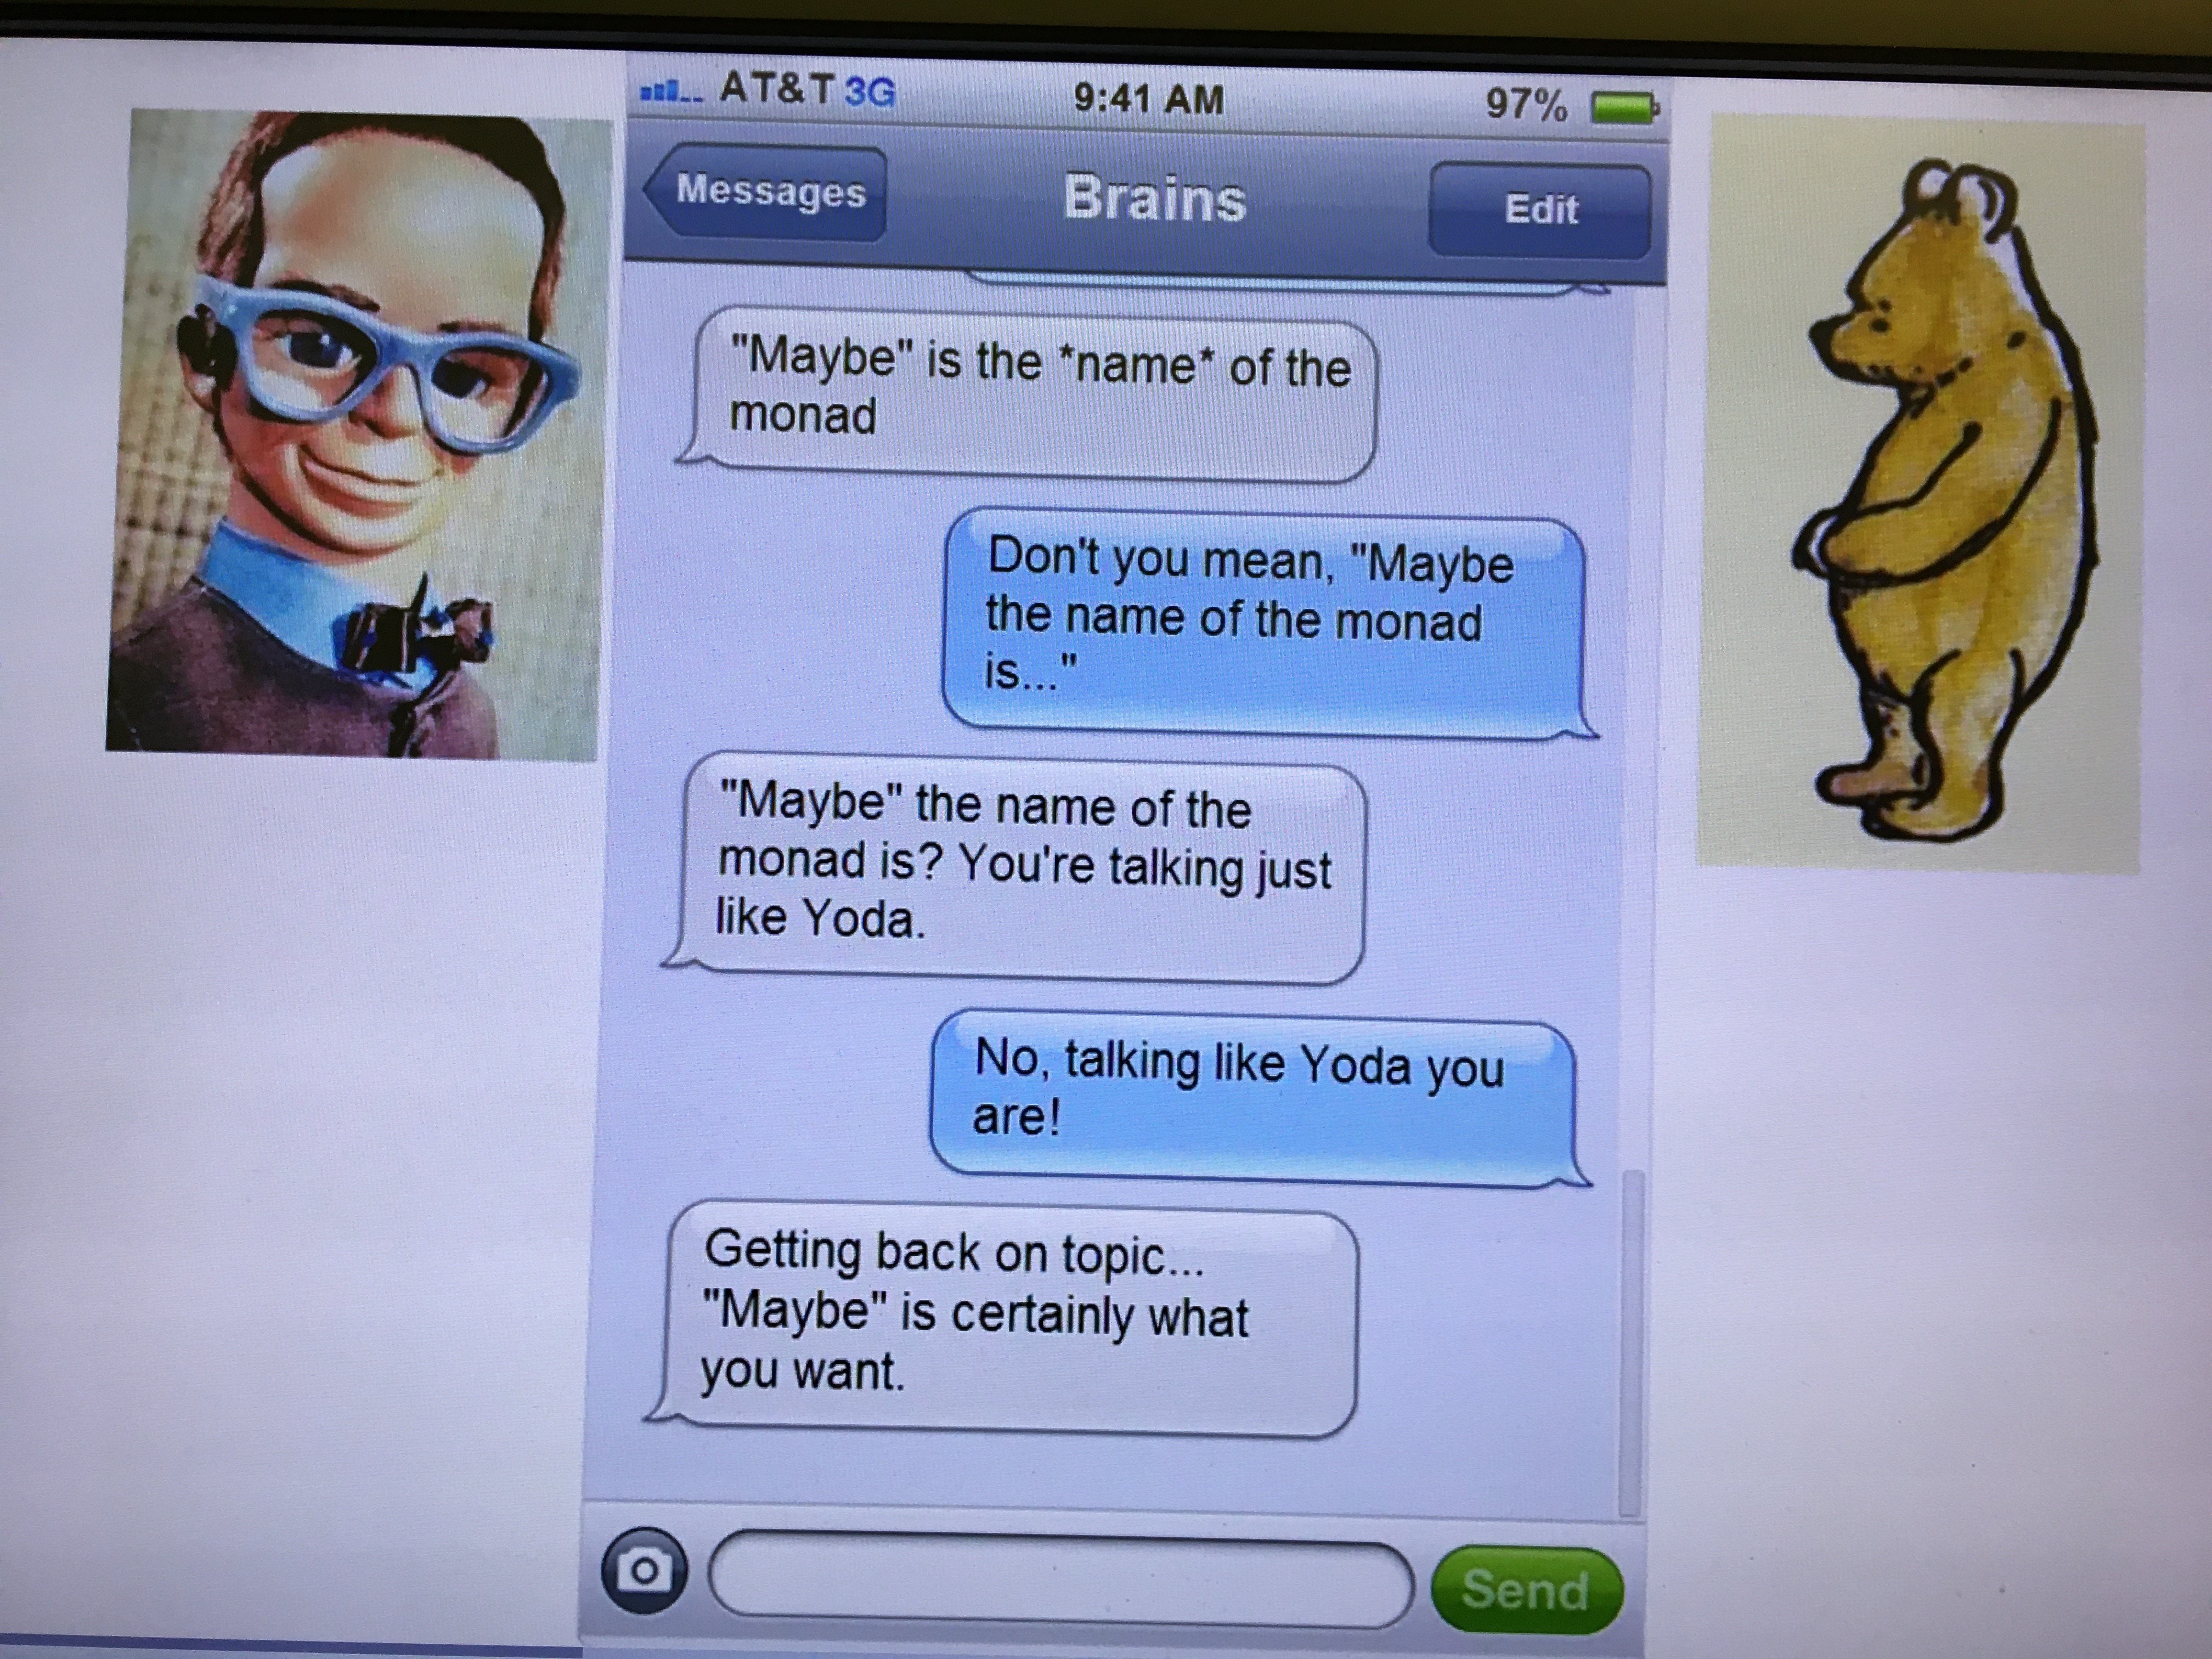 AT&T 3G 9:41 AM 97%
Messages Brains Edit
"Maybe" is the *name* of the
monad
Don't you mean, "Maybe
the name of the monad
is..."
"Maybe" the name of the
monad is? You're talking just
like Yoda.
No, talking like Yoda you
are!
Getting back on topic...
"Maybe" is certainly what
you want.
Send